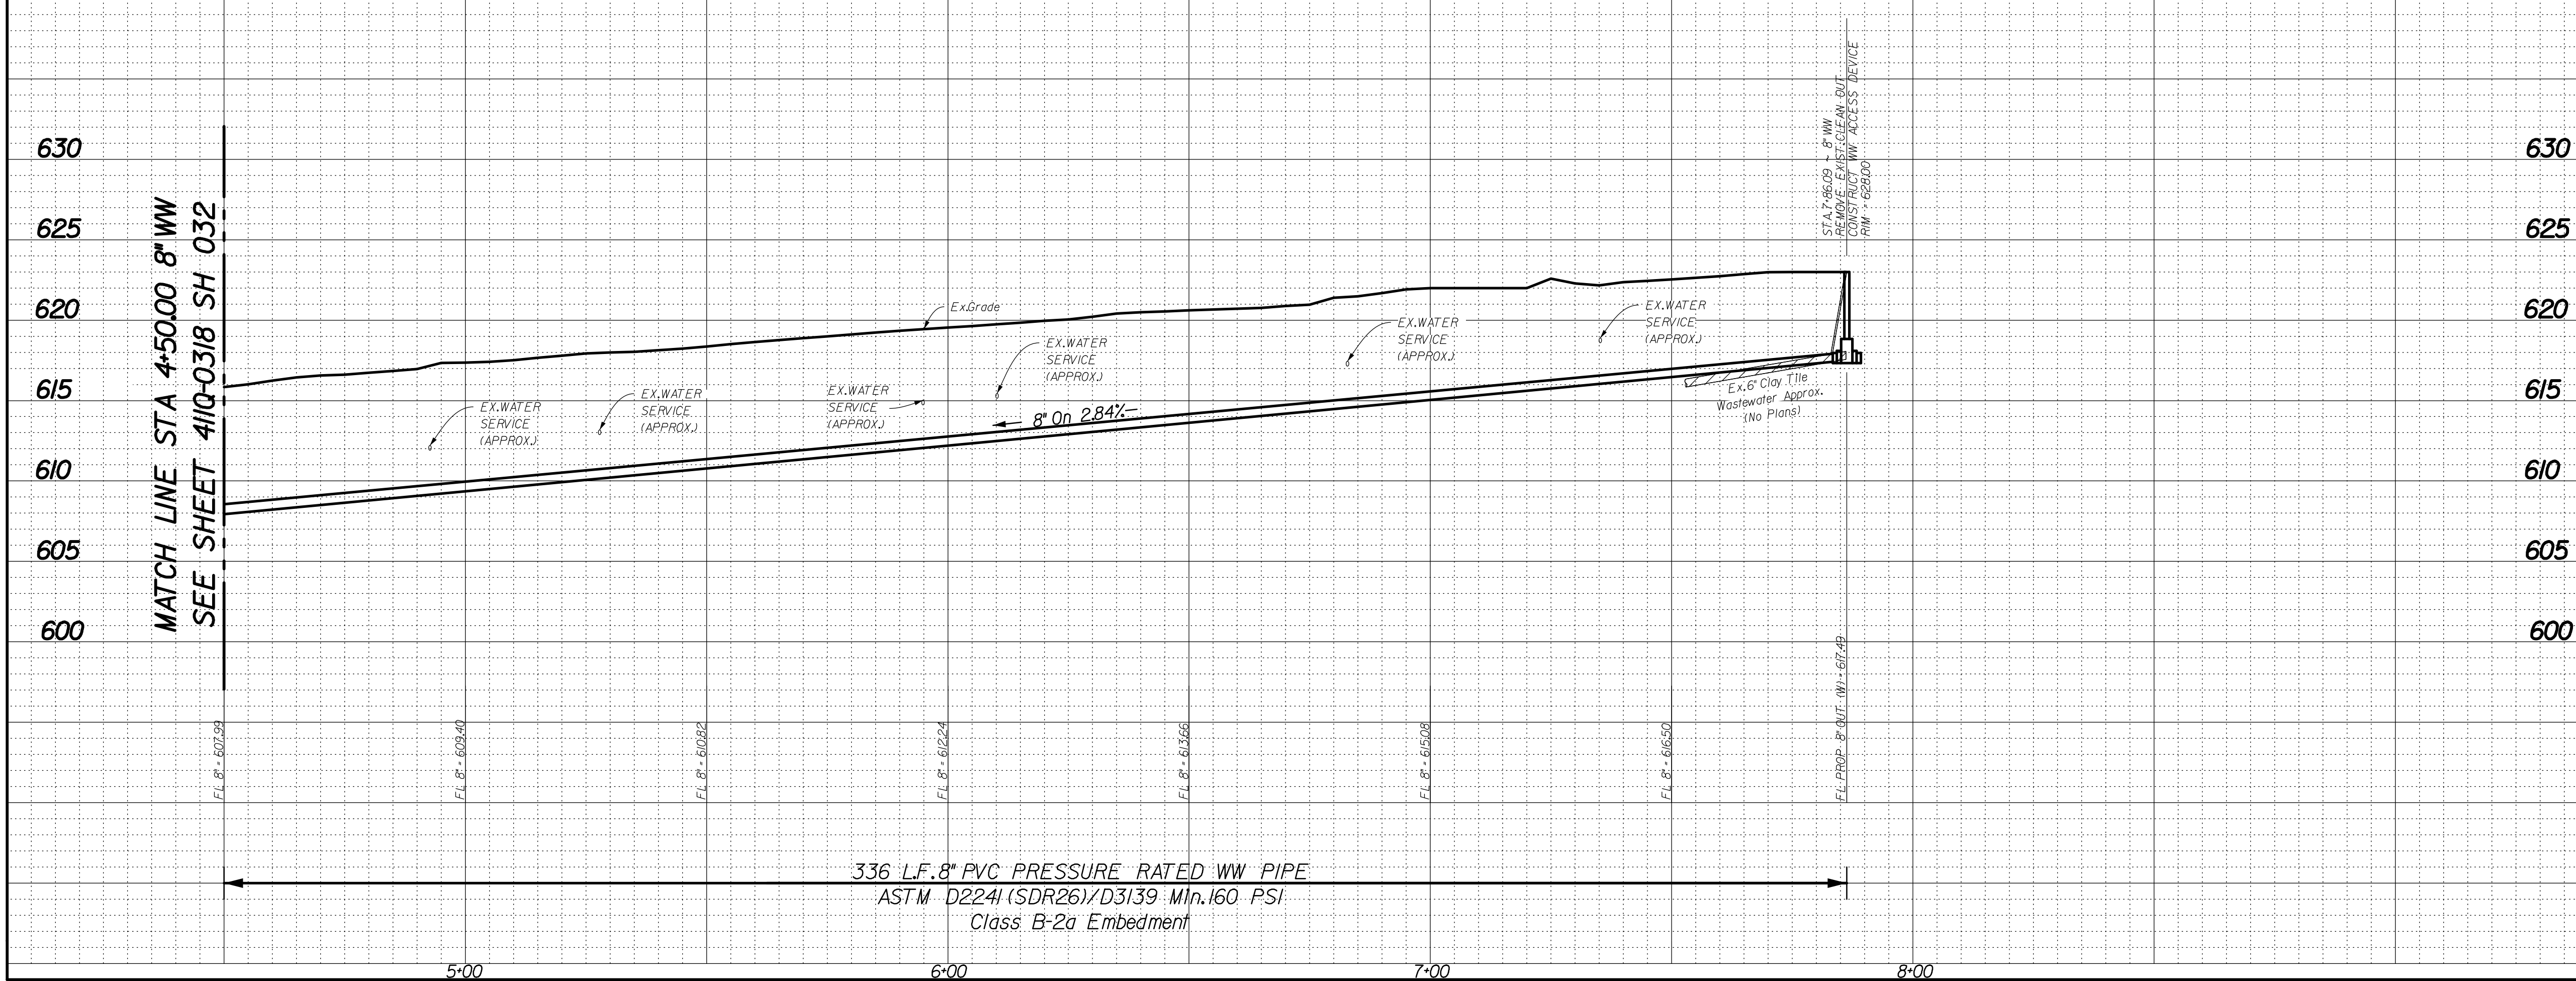 630
625
620
615
610
605
600
MATCH LINE STA 4+50.00 8" WW
SEE SHEET 411Q-0318 SH 032
Ex.Grade
EX.WATER
SERVICE
(APPROX.)
EX.WATER
SERVICE
(APPROX.)
EX.WATER
SERVICE
(APPROX.)
EX.WATER
SERVICE
(APPROX.)
EX.WATER
SERVICE
(APPROX.)
EX.WATER
SERVICE
(APPROX.)
8" On 2.84%
Ex.6" Clay Tile
Wastewater Approx.
(No Plans)
STA.7+86.09 ~ 8" WW
REMOVE EXIST.CLEAN OUT
CONSTRUCT WW ACCESS DEVICE
RIM = 628.00
630
625
620
615
610
605
600
FL 8" = 607.99
FL 8" = 609.40
FL 8" = 610.82
FL 8" = 612.24
FL 8" = 613.66
FL 8" = 615.08
FL 8" = 616.50
FL PROP 8" OUT (W) = 617.49
336 L.F.8" PVC PRESSURE RATED WW PIPE
ASTM D2241 (SDR26)/D3139 Min.160 PSI
Class B-2a Embedment
5+00
6+00
7+00
8+00